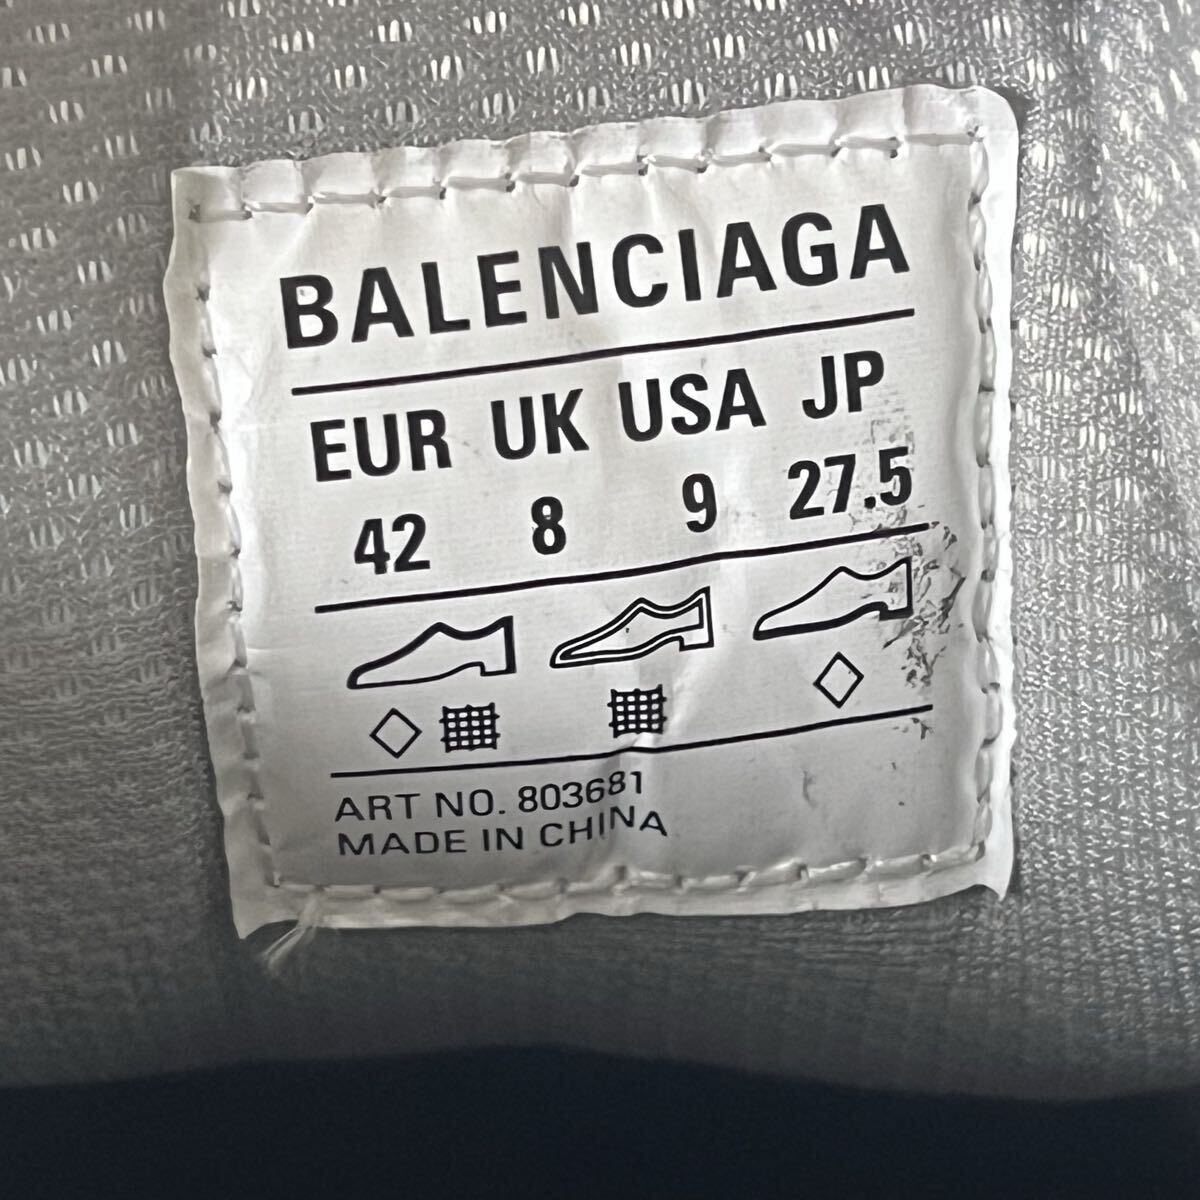 BALENCIAGA
EUR UK USA JP
42 8 9 27.5
ART NO. 803681
MADE IN CHINA